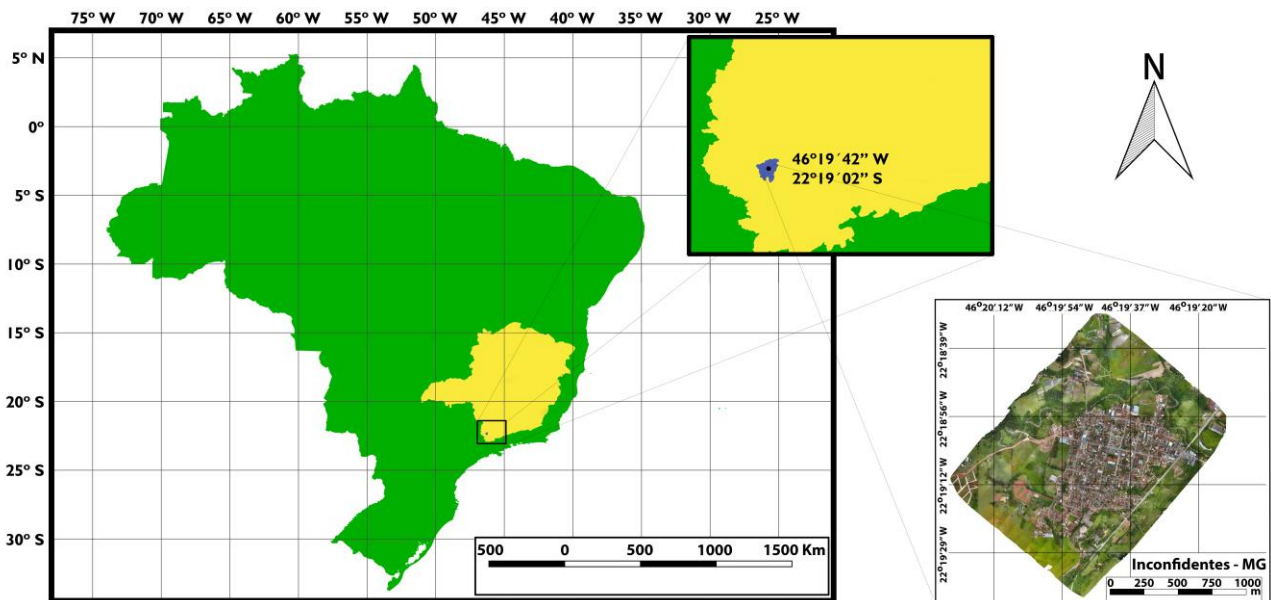 75° W 70° W 65° W 60° W 55° W 50° W 45° W 40° W 35° W 30° W 25° W
5° N
0°
5° S
10° S
15° S
20° S
25° S
30° S
46°19´42” W
22°19´02” S
N
500 0 500 1000 1500 Km
46°20'12"W 46°19'54"W 46°19'37"W 46°19'20"W
22°18'39"W
22°18'56"W
22°19'12"W
22°19'29"W
Inconfidentes - MG
0 250 500 750 1000
m